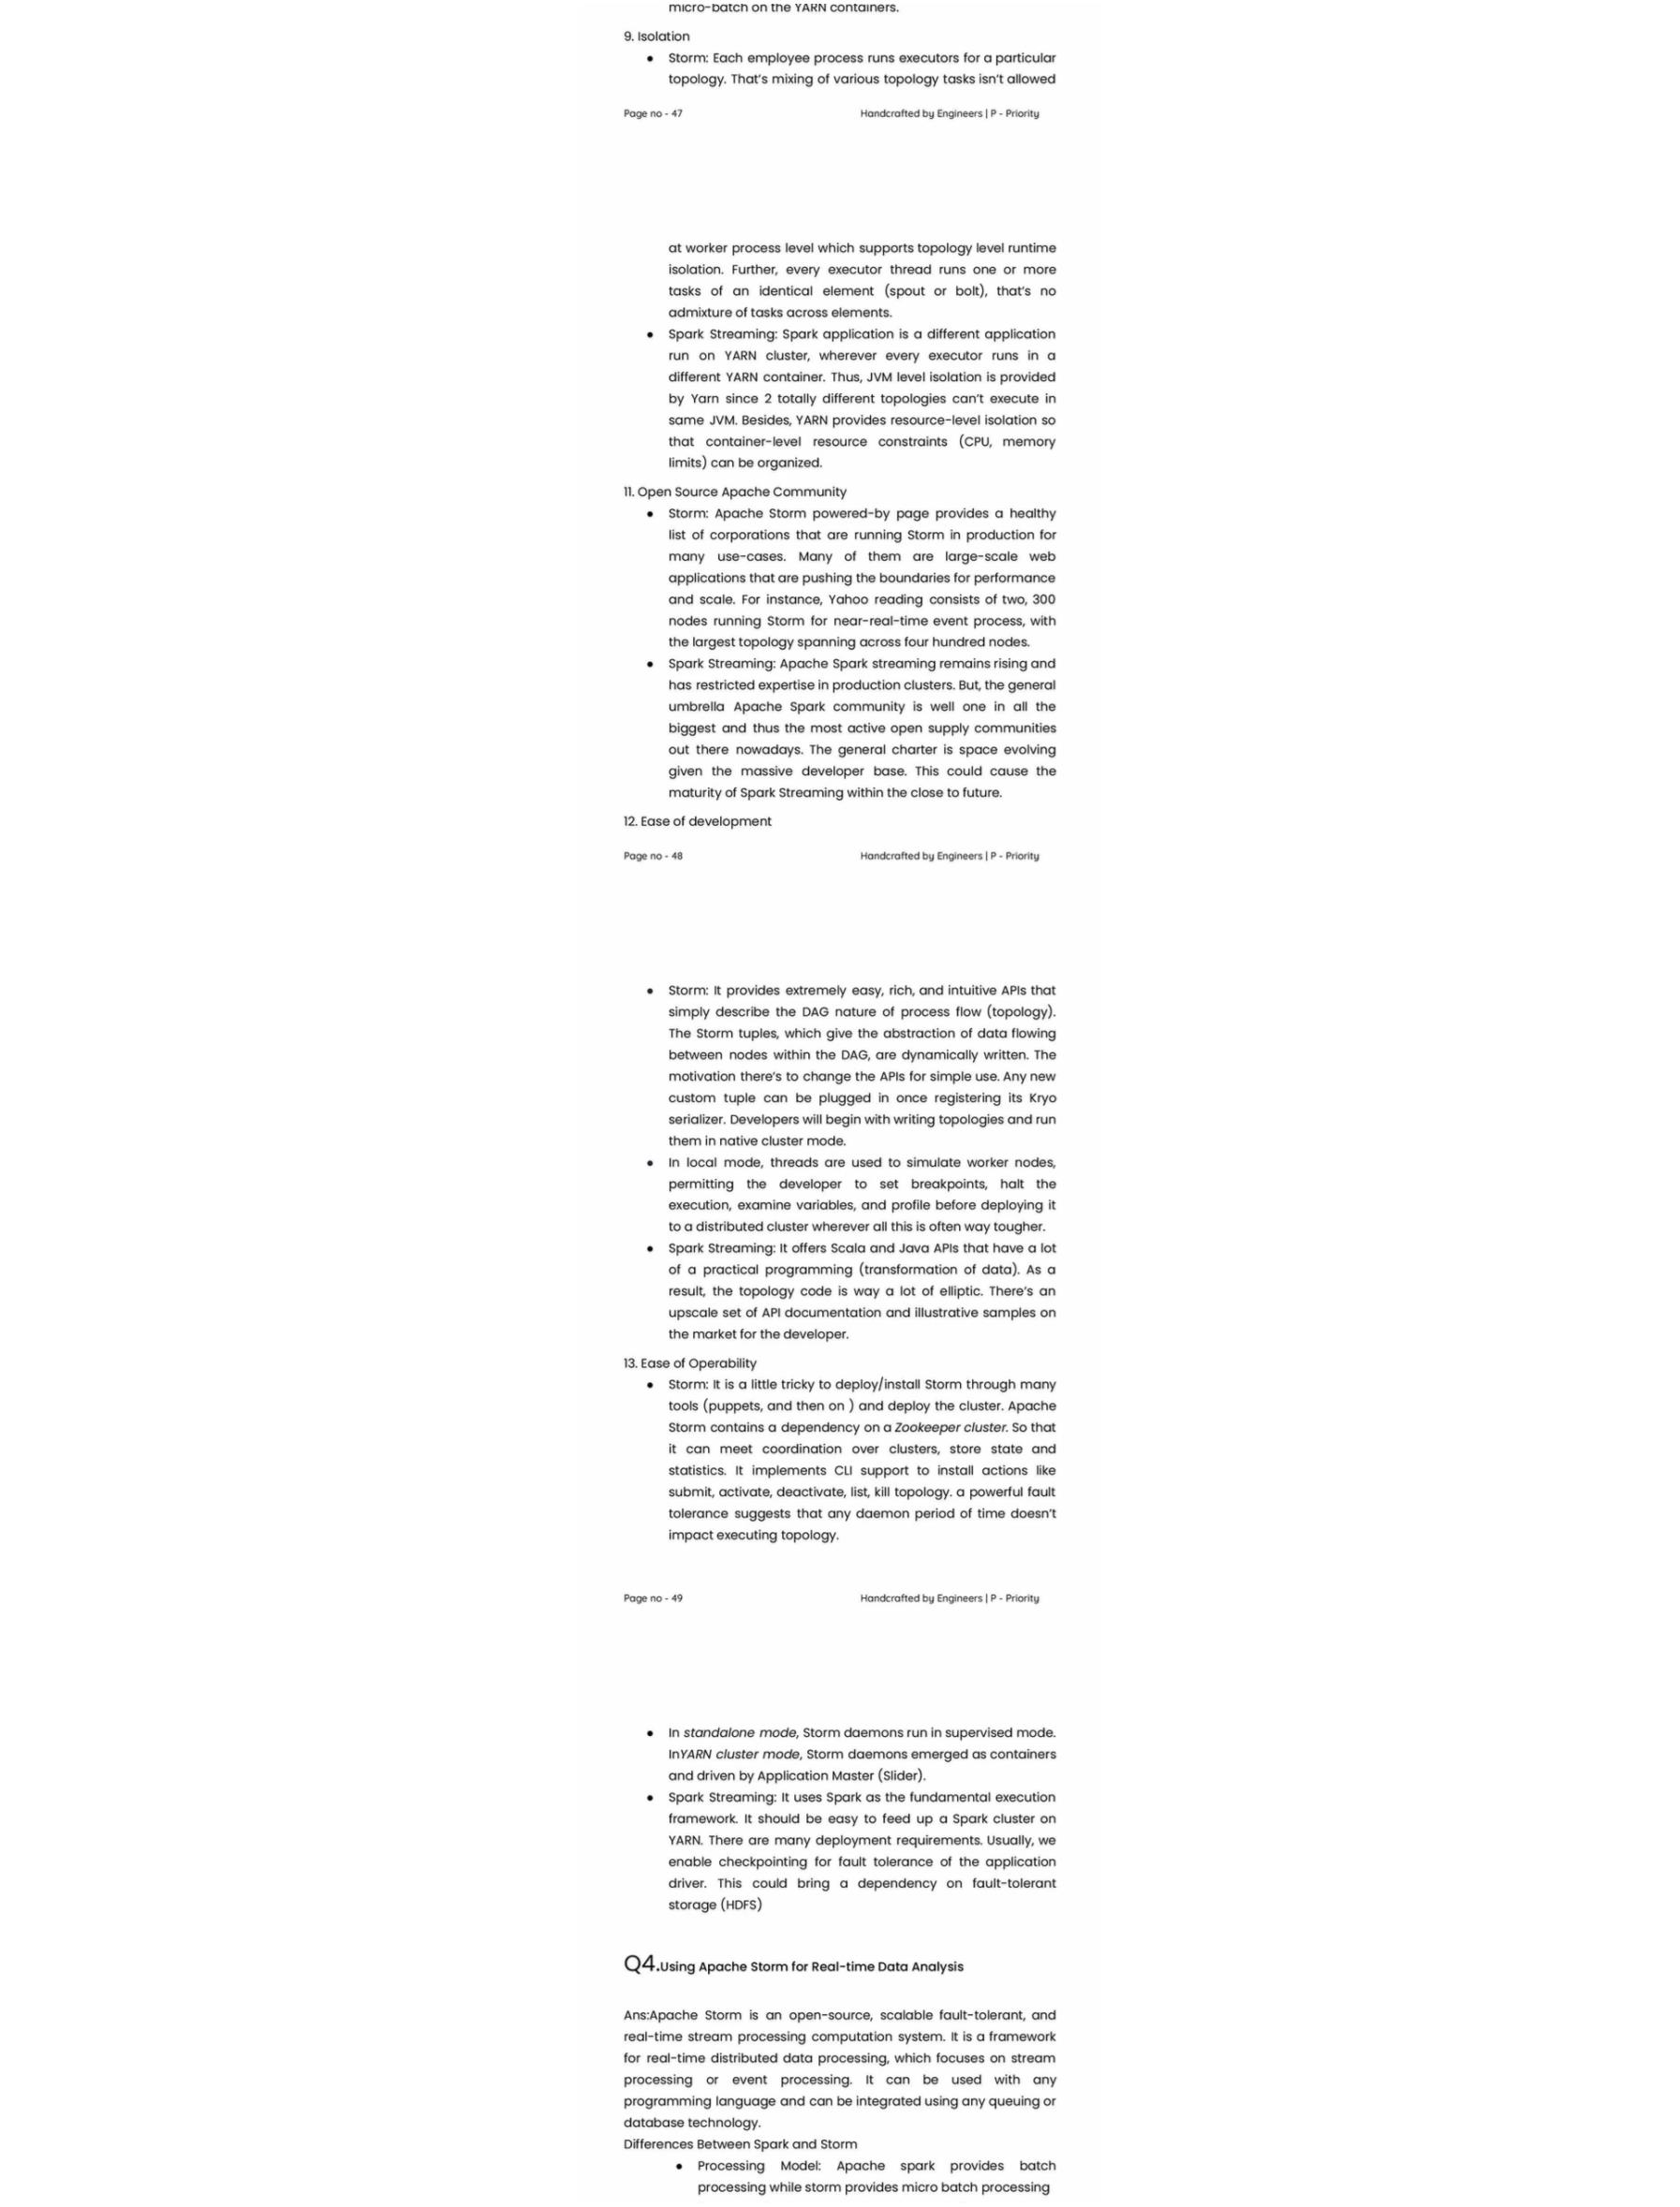 micro-batch on the YARN containers.
9. Isolation
● Storm: Each employee process runs executors for a particular
topology. That's mixing of various topology tasks isn't allowed
Page no - 47 Handcrafted by Engineers | P - Priority
at worker process level which supports topology level runtime
isolation. Further, every executor thread runs one or more
tasks of an identical element (spout or bolt), that's no
admixture of tasks across elements.
● Spark Streaming: Spark application is a different application
run on YARN cluster, wherever every executor runs in a
different YARN container. Thus, JVM level isolation is provided
by Yarn since 2 totally different topologies can't execute in
same JVM. Besides, YARN provides resource-level isolation so
that container-level resource constraints (CPU, memory
limits) can be organized.
11. Open Source Apache Community
● Storm: Apache Storm powered-by page provides a healthy
list of corporations that are running Storm in production for
many use-cases. Many of them are large-scale web
applications that are pushing the boundaries for performance
and scale. For instance, Yahoo reading consists of two, 300
nodes running Storm for near-real-time event process, with
the largest topology spanning across four hundred nodes.
● Spark Streaming: Apache Spark streaming remains rising and
has restricted expertise in production clusters. But, the general
umbrella Apache Spark community is well one in all the
biggest and thus the most active open supply communities
out there nowadays. The general charter is space evolving
given the massive developer base. This could cause the
maturity of Spark Streaming within the close to future.
12. Ease of development
Page no - 48 Handcrafted by Engineers | P - Priority
● Storm: It provides extremely easy, rich, and intuitive APIs that
simply describe the DAG nature of process flow (topology).
The Storm tuples, which give the abstraction of data flowing
between nodes within the DAG, are dynamically written. The
motivation there's to change the APIs for simple use. Any new
custom tuple can be plugged in once registering its Kryo
serializer. Developers will begin with writing topologies and run
them in native cluster mode.
● In local mode, threads are used to simulate worker nodes,
permitting the developer to set breakpoints, halt the
execution, examine variables, and profile before deploying it
to a distributed cluster wherever all this is often way tougher.
● Spark Streaming: It offers Scala and Java APIs that have a lot
of a practical programming (transformation of data). As a
result, the topology code is way a lot of elliptic. There's an
upscale set of API documentation and illustrative samples on
the market for the developer.
13. Ease of Operability
● Storm: It is a little tricky to deploy/install Storm through many
tools (puppets, and then on ) and deploy the cluster. Apache
Storm contains a dependency on a Zookeeper cluster. So that
it can meet coordination over clusters, store state and
statistics. It implements CLI support to install actions like
submit, activate, deactivate, list, kill topology. a powerful fault
tolerance suggests that any daemon period of time doesn't
impact executing topology.
Page no - 49 Handcrafted by Engineers | P - Priority
● In standalone mode, Storm daemons run in supervised mode.
InYARN cluster mode, Storm daemons emerged as containers
and driven by Application Master (Slider).
● Spark Streaming: It uses Spark as the fundamental execution
framework. It should be easy to feed up a Spark cluster on
YARN. There are many deployment requirements. Usually, we
enable checkpointing for fault tolerance of the application
driver. This could bring a dependency on fault-tolerant
storage (HDFS)
Q4.Using Apache Storm for Real-time Data Analysis
Ans:Apache Storm is an open-source, scalable fault-tolerant, and
real-time stream processing computation system. It is a framework
for real-time distributed data processing, which focuses on stream
processing or event processing. It can be used with any
programming language and can be integrated using any queuing or
database technology.
Differences Between Spark and Storm
● Processing Model: Apache spark provides batch
processing while storm provides micro batch processing